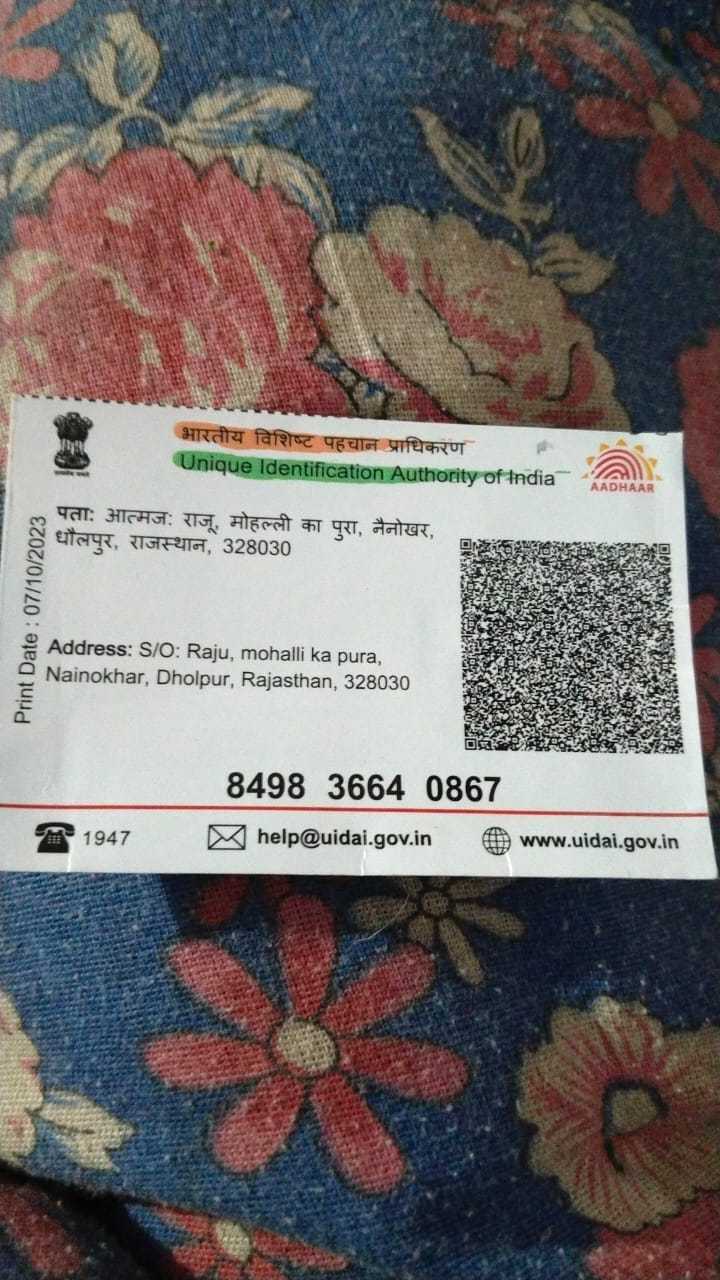 भारतीय विशिष्ट पहचान प्राधिकरण
Unique Identification Authority of India
AADHAAR
पता: आत्मज: राजू, मोहल्ली का पुरा, नैनोखर,
धौलपुर, राजस्थान, 328030
Print Date : 07/10/2023
Address: S/O: Raju, mohalli ka pura,
Nainokhar, Dholpur, Rajasthan, 328030
8498 3664 0867
1947
help@uidai.gov.in
www.uidai.gov.in